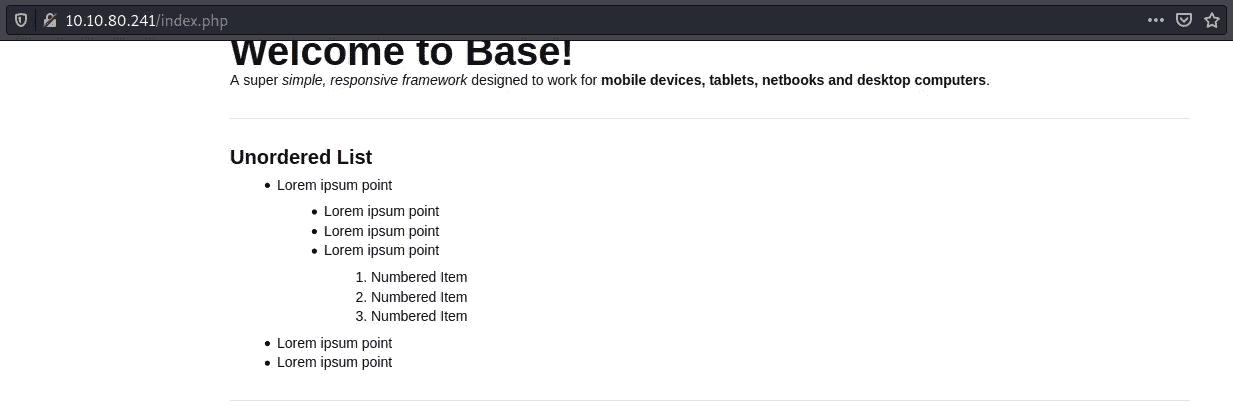 10.10.80.241/index.php
Welcome to Base!
A super simple, responsive framework designed to work for mobile devices, tablets, netbooks and desktop computers.
Unordered List
Lorem ipsum point
Lorem ipsum point
Lorem ipsum point
Lorem ipsum point
1. Numbered Item
2. Numbered Item
3. Numbered Item
Lorem ipsum point
Lorem ipsum point